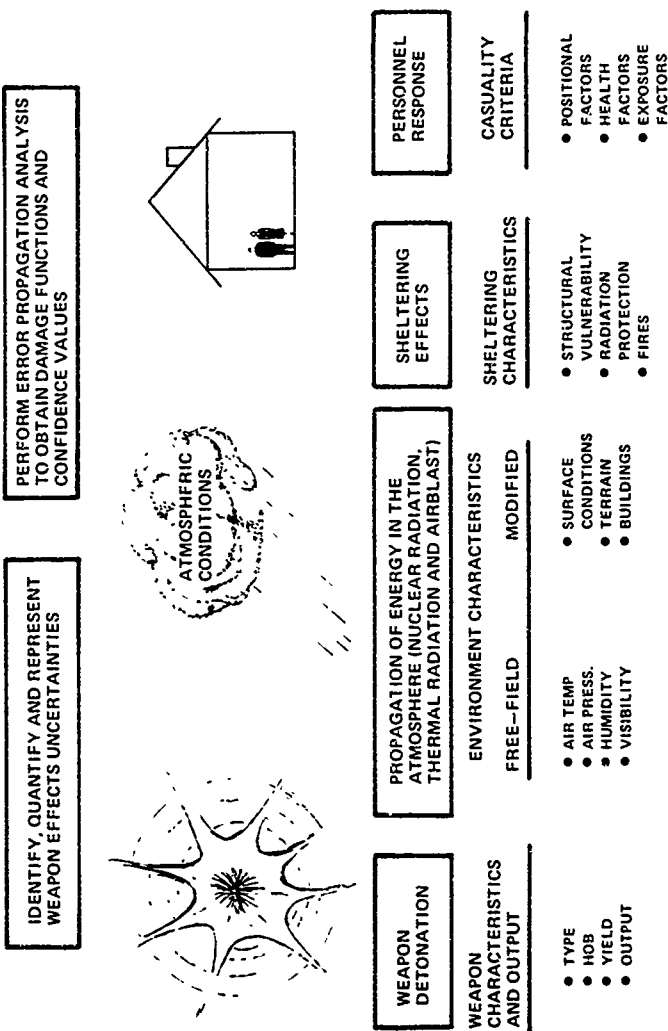 IDENTIFY, QUANTIFY AND REPRESENT
WEAPON EFFECTS UNCERTAINTIES
PERFORM ERROR PROPAGATION ANALYSIS
TO OBTAIN DAMAGE FUNCTIONS AND
CONFIDENCE VALUES
ATMOSPHERIC
CONDITIONS
WEAPON
DETONATION
WEAPON
CHARACTERISTICS
AND OUTPUT
● TYPE
● HOB
● YIELD
● OUTPUT
PROPAGATION OF ENERGY IN THE
ATMOSPHERE (NUCLEAR RADIATION,
THERMAL RADIATION AND AIRBLAST)
ENVIRONMENT CHARACTERISTICS
FREE-FIELD
● AIR TEMP
● AIR PRESS.
● HUMIDITY
● VISIBILITY
MODIFIED
● SURFACE
CONDITIONS
● TERRAIN
● BUILDINGS
SHELTERING
EFFECTS
SHELTERING
CHARACTERISTICS
● STRUCTURAL
VULNERABILITY
● RADIATION
PROTECTION
● FIRES
PERSONNEL
RESPONSE
CASUALITY
CRITERIA
● POSITIONAL
FACTORS
● HEALTH
FACTORS
● EXPOSURE
FACTORS